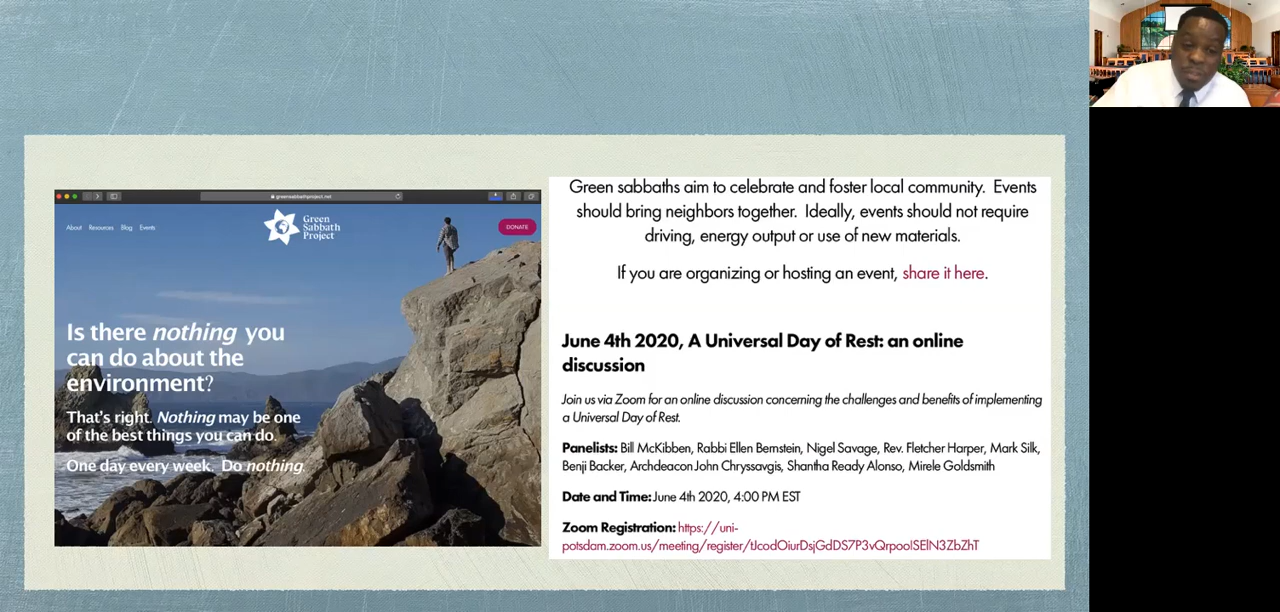 greensabbathproject.net
About Resources Blog Events
Green
Sabbath
Project
DONATE
Is there nothing you
can do about the
environment?
That's right. Nothing may be one
of the best things you can do.
One day every week. Do nothing.
Green sabbaths aim to celebrate and foster local community. Events
should bring neighbors together. Ideally, events should not require
driving, energy output or use of new materials.
If you are organizing or hosting an event, share it here.
June 4th 2020, A Universal Day of Rest: an online
discussion
Join us via Zoom for an online discussion concerning the challenges and benefits of implementing
a Universal Day of Rest.
Panelists: Bill McKibben, Rabbi Ellen Bernstein, Nigel Savage, Rev. Fletcher Harper, Mark Silk,
Benji Backer, Archdeacon John Chryssavgis, Shantha Ready Alonso, Mirele Goldsmith
Date and Time: June 4th 2020, 4:00 PM EST
Zoom Registration: https://uni-